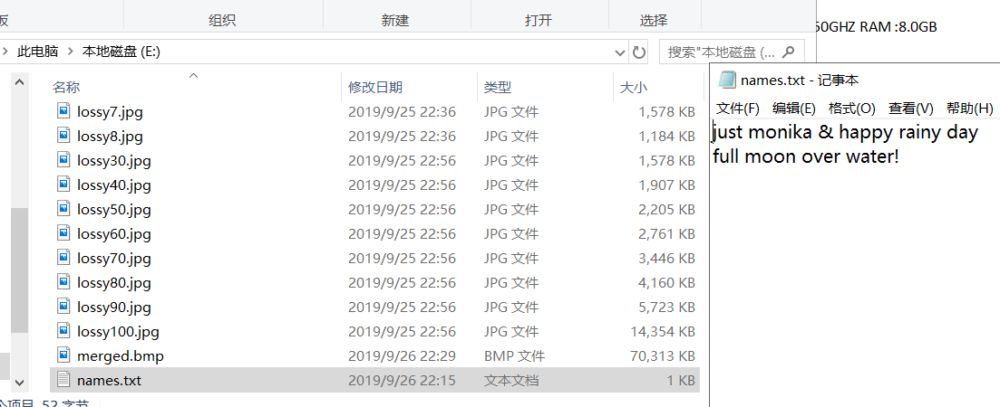 组织 新建 打开 选择
50GHZ RAM :8.0GB
此电脑 本地磁盘 (E:) 搜索"本地磁盘 (...
名称 修改日期 类型 大小
lossy7.jpg 2019/9/25 22:36 JPG 文件 1,578 KB
lossy8.jpg 2019/9/25 22:36 JPG 文件 1,184 KB
lossy30.jpg 2019/9/25 22:56 JPG 文件 1,578 KB
lossy40.jpg 2019/9/25 22:56 JPG 文件 1,907 KB
lossy50.jpg 2019/9/25 22:56 JPG 文件 2,205 KB
lossy60.jpg 2019/9/25 22:56 JPG 文件 2,761 KB
lossy70.jpg 2019/9/25 22:56 JPG 文件 3,446 KB
lossy80.jpg 2019/9/25 22:56 JPG 文件 4,160 KB
lossy90.jpg 2019/9/25 22:56 JPG 文件 5,723 KB
lossy100.jpg 2019/9/25 22:56 JPG 文件 14,354 KB
merged.bmp 2019/9/26 22:29 BMP 文件 70,313 KB
names.txt 2019/9/26 22:15 文本文档 1 KB
个项目 52 字节
names.txt - 记事本
文件(F) 编辑(E) 格式(O) 查看(V) 帮助(H)
just monika & happy rainy day
full moon over water!